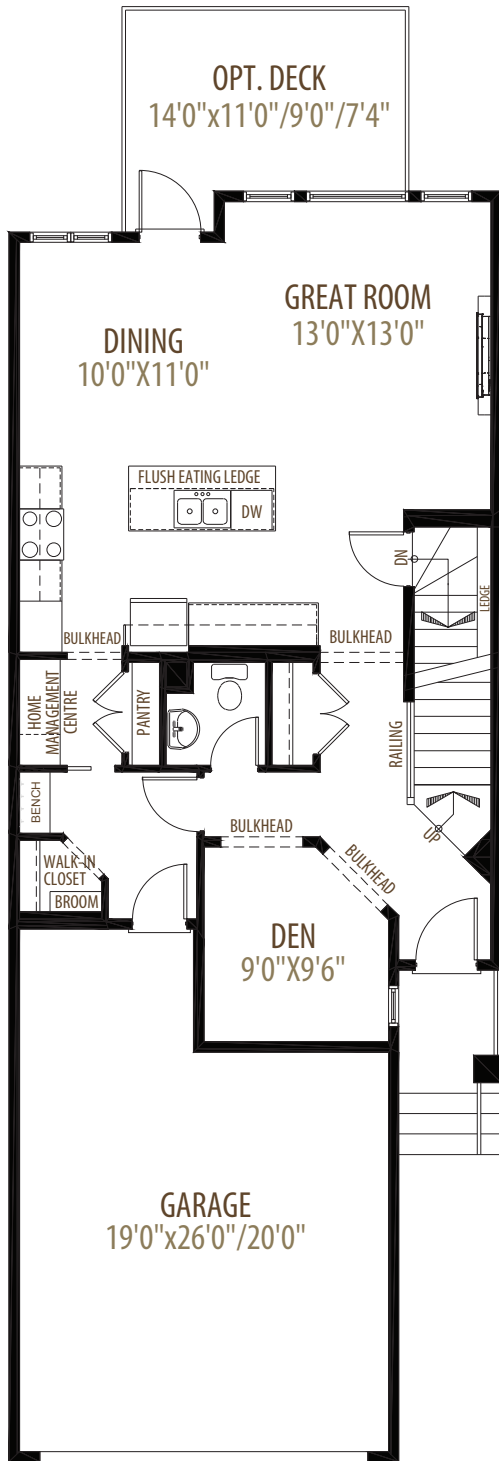 OPT. DECK
14'0"x11'0"/9'0"/7'4"
GREAT ROOM
13'0"X13'0"
DINING
10'0"X11'0"
FLUSH EATING LEDGE
DW
DN
LEDGE
BULKHEAD
BULKHEAD
HOME
MANAGEMENT
CENTRE
PANTRY
RAILING
BENCH
BULKHEAD
UP
WALK-IN
CLOSET
BROOM
BULKHEAD
DEN
9'0"X9'6"
GARAGE
19'0"x26'0"/20'0"